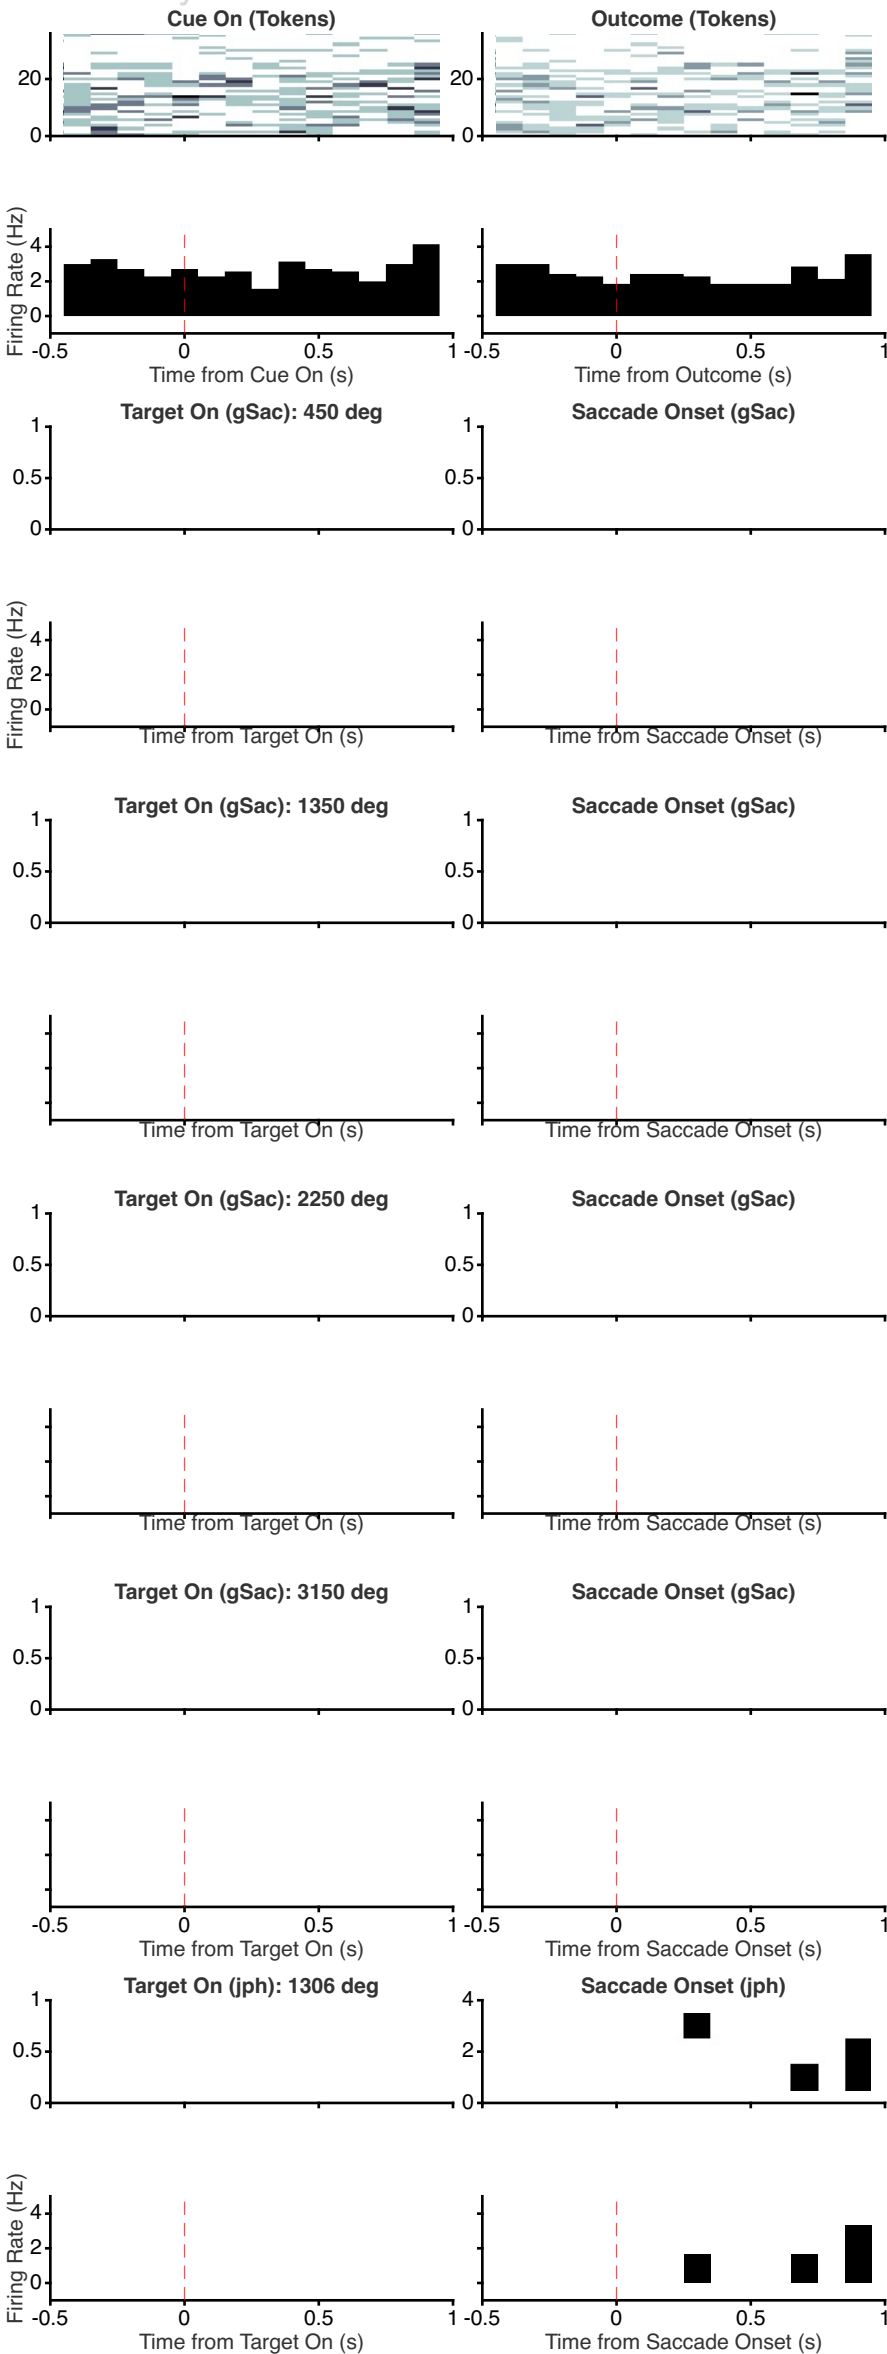 Cue On (Tokens) Outcome (Tokens)
20 20
0 0
Firing Rate (Hz)
4
2
0
-0.5 0 0.5 1 -0.5 0 0.5 1
Time from Cue On (s) Time from Outcome (s)
Target On (gSac): 450 deg Saccade Onset (gSac)
1 1
0.5 0.5
0 0
Firing Rate (Hz)
4
2
0
Time from Target On (s) Time from Saccade Onset (s)
Target On (gSac): 1350 deg Saccade Onset (gSac)
1 1
0.5 0.5
0 0
Time from Target On (s) Time from Saccade Onset (s)
Target On (gSac): 2250 deg Saccade Onset (gSac)
1 1
0.5 0.5
0 0
Time from Target On (s) Time from Saccade Onset (s)
Target On (gSac): 3150 deg Saccade Onset (gSac)
1 1
0.5 0.5
0 0
-0.5 0 0.5 1 -0.5 0 0.5 1
Time from Target On (s) Time from Saccade Onset (s)
Target On (jph): 1306 deg Saccade Onset (jph)
1 4
0.5 2
0 0
Firing Rate (Hz)
4
2
0
-0.5 0 0.5 1 -0.5 0 0.5 1
Time from Target On (s) Time from Saccade Onset (s)